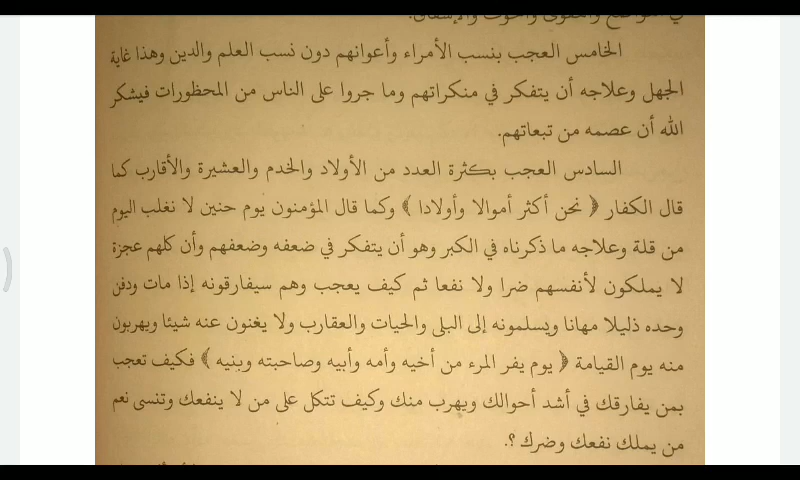 الخامس العجب بنسب الأمراء وأعوانهم دون نسب العلم والدين وهذا غاية
الجهل وعلاجه أن يتفكر في منكراتهم وما جروا على الناس من المحظورات فيشكر
الله أن عصمه من تبعاتهم.
السادس العجب بكثرة العدد من الأولاد والخدم والعشيرة والأقارب كما
قال الكفار ﴿ نحن أكثر أموالا وأولادا ﴾ وكما قال المؤمنون يوم حنين لا نغلب اليوم
من قلة وعلاجه ما ذكرناه في الكبر وهو أن يتفكر في ضعفه وضعفهم وأن كلهم عجزة
لا يملكون لأنفسهم ضرا ولا نفعا ثم كيف يعجب وهم سيفارقونه إذا مات ودفن
وحده ذليلا مهانا ويسلمونه إلى البلى والحيات والعقارب ولا يغنون عنه شيئا ويهربون
منه يوم القيامة ﴿ يوم يفر المرء من أخيه وأمه وأبيه وصاحبته وبنيه ﴾ فكيف تعجب
بمن يفارقك في أشد أحوالك ويهرب منك وكيف تتكل على من لا ينفعك وتنسى نعم
من يملك نفعك وضرك ؟.